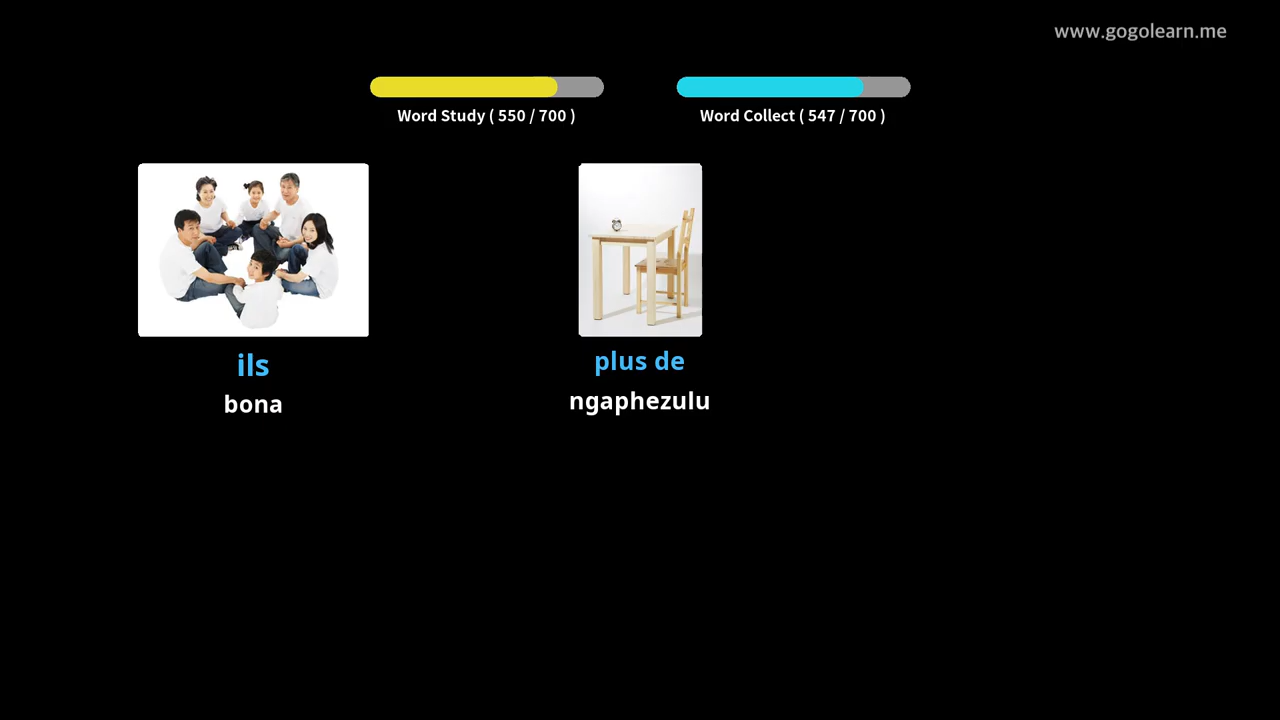 www.gogolearn.me
Word Study ( 550 / 700 )
Word Collect ( 547 / 700 )
ils
bona
plus de
ngaphezulu